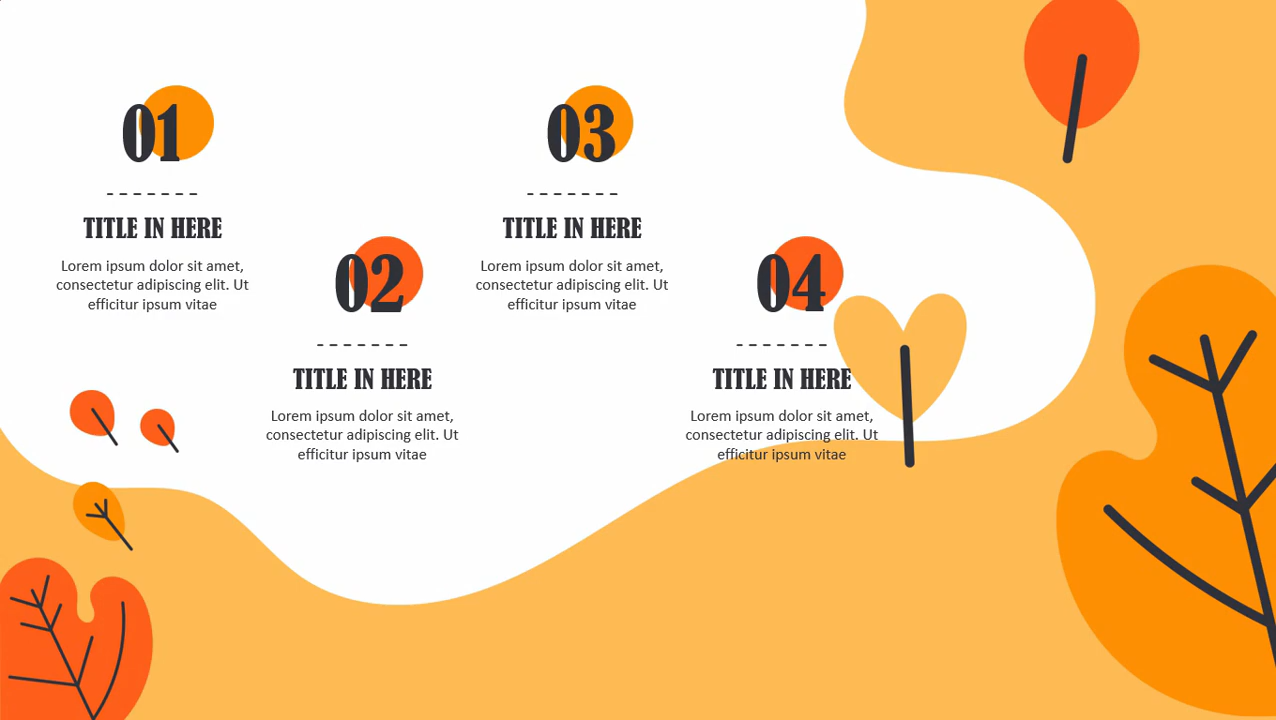 01
TITLE IN HERE
Lorem ipsum dolor sit amet,
consectetur adipiscing elit. Ut
efficitur ipsum vitae
02
TITLE IN HERE
Lorem ipsum dolor sit amet,
consectetur adipiscing elit. Ut
efficitur ipsum vitae
03
TITLE IN HERE
Lorem ipsum dolor sit amet,
consectetur adipiscing elit. Ut
efficitur ipsum vitae
04
TITLE IN HERE
Lorem ipsum dolor sit amet,
consectetur adipiscing elit. Ut
efficitur ipsum vitae